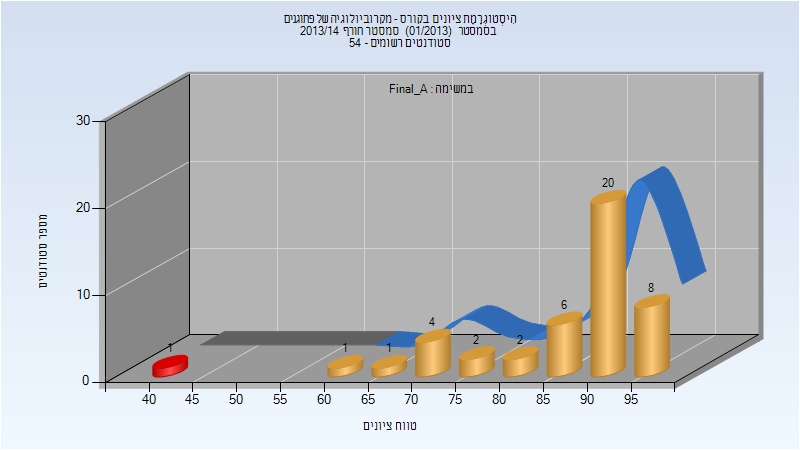 הִיסְטוֹגְרָמַת ציונים בקורס - מקרוביולוגיה של פתוגנים
בסמסטר (01/2013) סמסטר חורף 2013/14
סטודנטים רשומים - 54
במשימה : Final_A
מספר סטודנטים
30
20
10
0
1
1
1
4
2
2
6
20
8
40 45 50 55 60 65 70 75 80 85 90 95
טווח ציונים